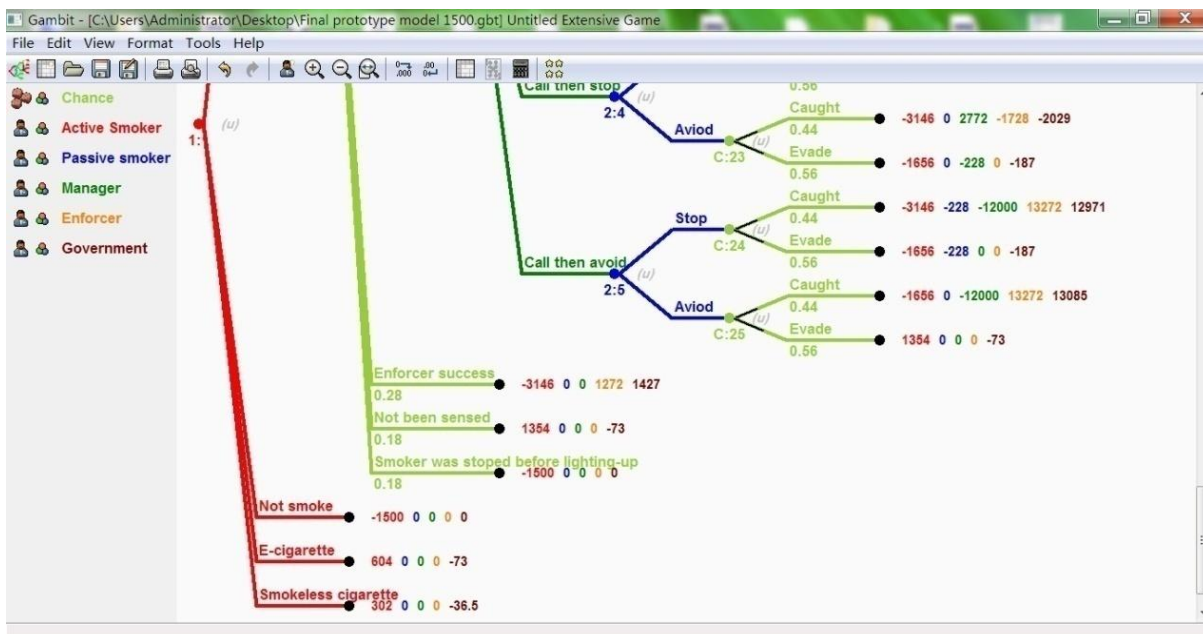 Gambit - [C:\Users\Administrator\Desktop\Final prototype model 1500.gbt] Untitled Extensive Game
File Edit View Format Tools Help
Chance
Active Smoker
Passive smoker
Manager
Enforcer
Government
1:
(u)
Call then stop
2:4
(u)
0.56
Aviod
C:23
(u)
Caught
0.44
-3146 0 2772 -1728 -2029
Evade
0.56
-1656 0 -228 0 -187
Call then avoid
2:5
(u)
Stop
C:24
(u)
Caught
0.44
-3146 -228 -12000 13272 12971
Evade
0.56
-1656 -228 0 0 -187
Aviod
C:25
(u)
Caught
0.44
-1656 0 -12000 13272 13085
Evade
0.56
1354 0 0 0 -73
Enforcer success
0.28
-3146 0 0 1272 1427
Not been sensed
0.18
1354 0 0 0 -73
Smoker was stoped before lighting-up
0.18
-1500 0 0 0 0
Not smoke
-1500 0 0 0 0
E-cigarette
604 0 0 0 -73
Smokeless cigarette
302 0 0 0 -36.5